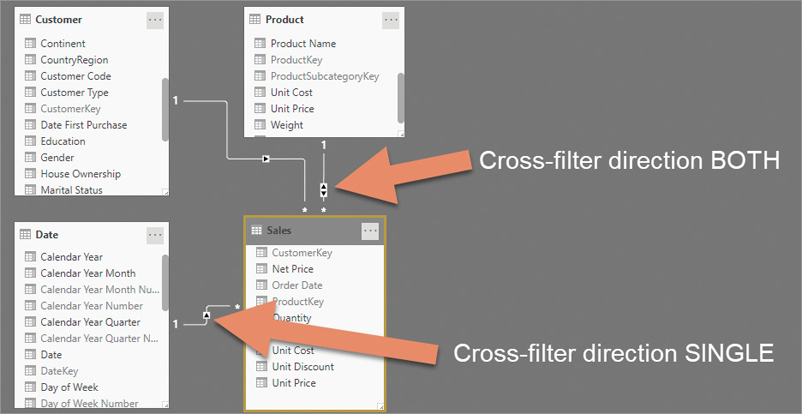 Customer
...
Continent
CountryRegion
Customer Code
Customer Type
CustomerKey
Date First Purchase
Education
Gender
House Ownership
Marital Status
Product
...
Product Name
ProductKey
ProductSubcategoryKey
Unit Cost
Unit Price
Weight
1
1
Cross-filter direction BOTH
* *
Date
...
Calendar Year
Calendar Year Month
Calendar Year Month Nu...
Calendar Year Number
Calendar Year Quarter
Calendar Year Quarter N...
Date
DateKey
Day of Week
Day of Week Number
1
*
Sales
...
CustomerKey
Net Price
Order Date
ProductKey
Quantity
Unit Cost
Unit Discount
Unit Price
Cross-filter direction SINGLE